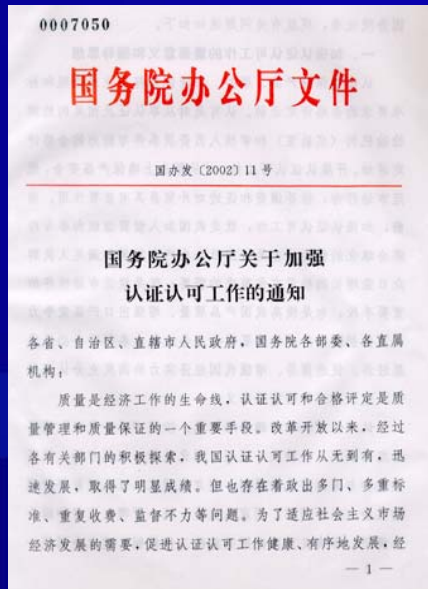 0007050
国务院办公厅文件
国办发〔2002〕11号
国务院办公厅关于加强
认证认可工作的通知
各省、自治区、直辖市人民政府，国务院各部委、各直属
机构：
质量是经济工作的生命线，认证认可和合格评定是质
量管理和质量保证的一个重要手段。改革开放以来，经过
各有关部门的积极探索，我国认证认可工作从无到有，迅
速发展，取得了明显成绩。但也存在着政出多门、多重标
准、重复收费、监督不力等问题。为了适应社会主义市场
经济发展的需要，促进认证认可工作健康、有序地发展，经
— 1 —